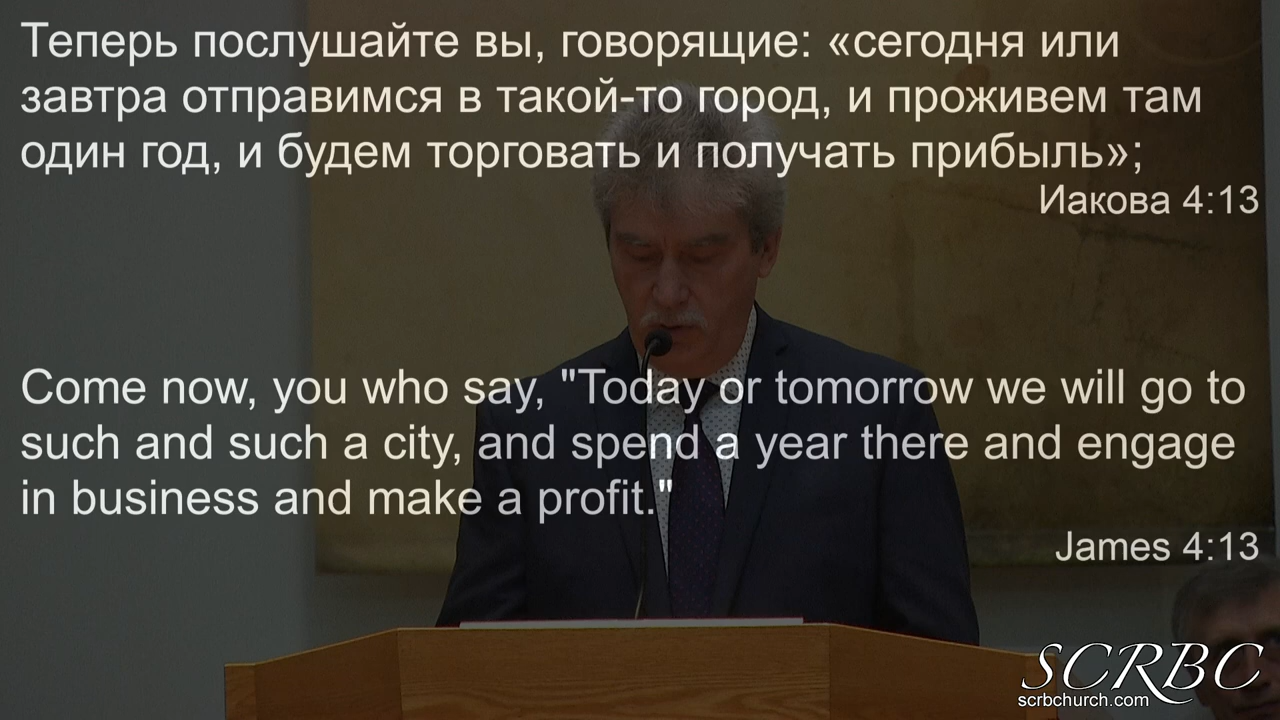 Теперь послушайте вы, говорящие: «сегодня или
завтра отправимся в такой-то город, и проживем там
один год, и будем торговать и получать прибыль»;
Иакова 4:13
Come now, you who say, "Today or tomorrow we will go to
such and such a city, and spend a year there and engage
in business and make a profit."
James 4:13
SCRBC
scrbchurch.com